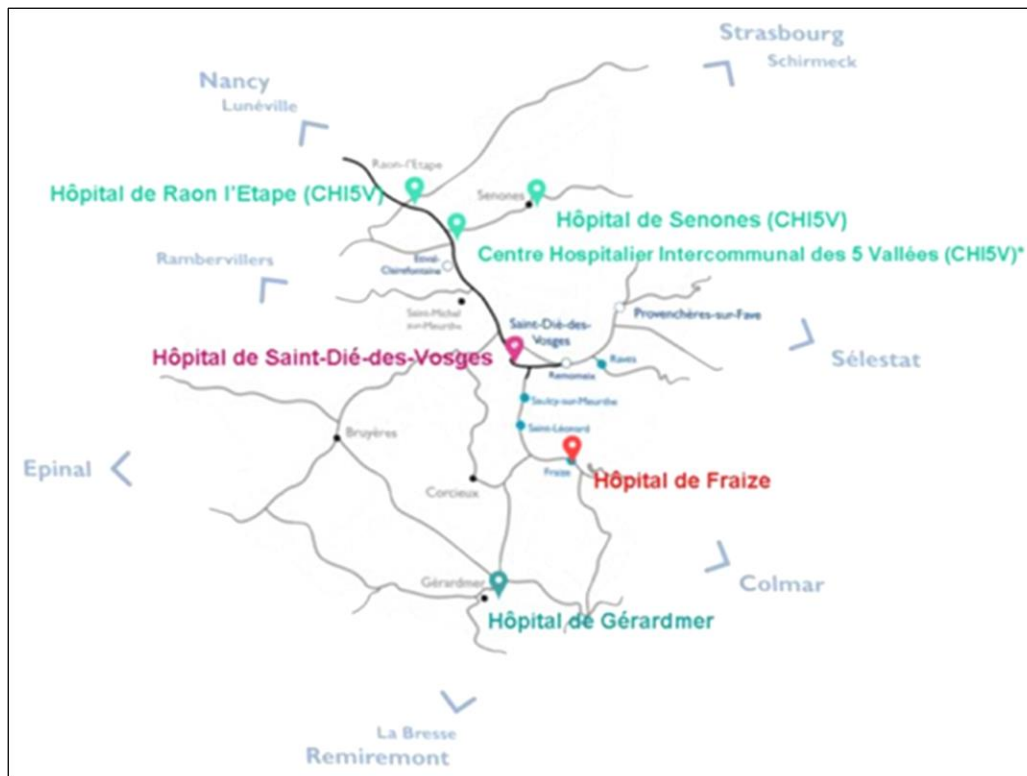 Strasbourg
Schirmeck
Nancy
Lunéville
Raon-l'Etape
Hôpital de Raon l'Etape (CHI5V)
Senones
Hôpital de Senones (CHI5V)
Centre Hospitalier Intercommunal des 5 Vallées (CHI5V)*
Rambervillers
Etival-
Clairefontaine
Saint-Michel
sur-Meurthe
Provenchères-sur-Fave
Saint-Dié-des-
Vosges
Hôpital de Saint-Dié-des-Vosges
Sélestat
Raves
Remomeix
Saulcy-sur-Meurthe
Saint-Léonard
Bruyères
Epinal
Fraize
Hôpital de Fraize
Corcieux
Colmar
Gérardmer
Hôpital de Gérardmer
La Bresse
Remiremont